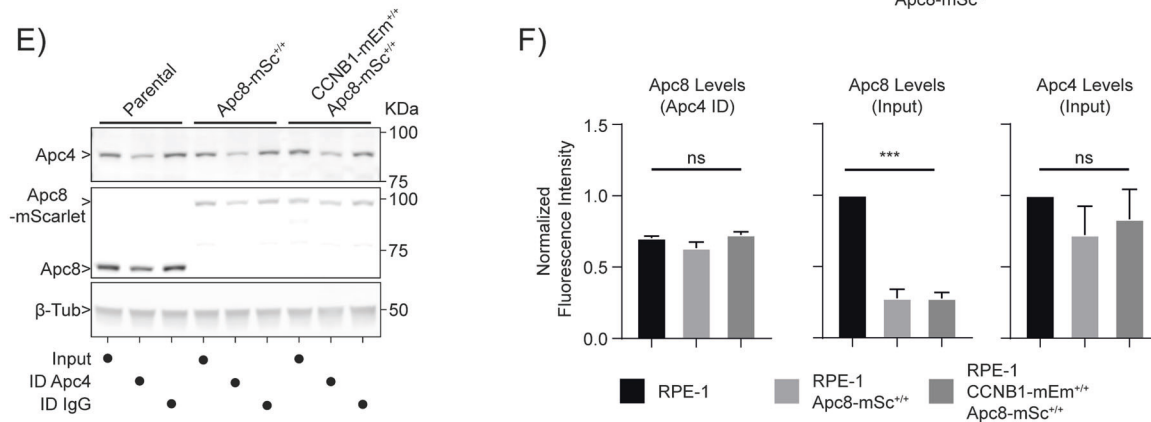 Apc8-mSc
E)
Parental
Apc8-mSc+/+
CCNB1-mEm+/+
Apc8-mSc+/+
KDa
Apc4 >
100
75
Apc8
-mScarlet >
100
75
Apc8>
β-Tub>
50
Input
ID Apc4
ID IgG
F)
Apc8 Levels
(Apc4 ID)
Apc8 Levels
(Input)
Apc4 Levels
(Input)
Normalized
Fluorescence Intensity
1.5
1.0
0.5
0.0
ns
***
ns
RPE-1
RPE-1
Apc8-mSc+/+
RPE-1
CCNB1-mEm+/+
Apc8-mSc+/+